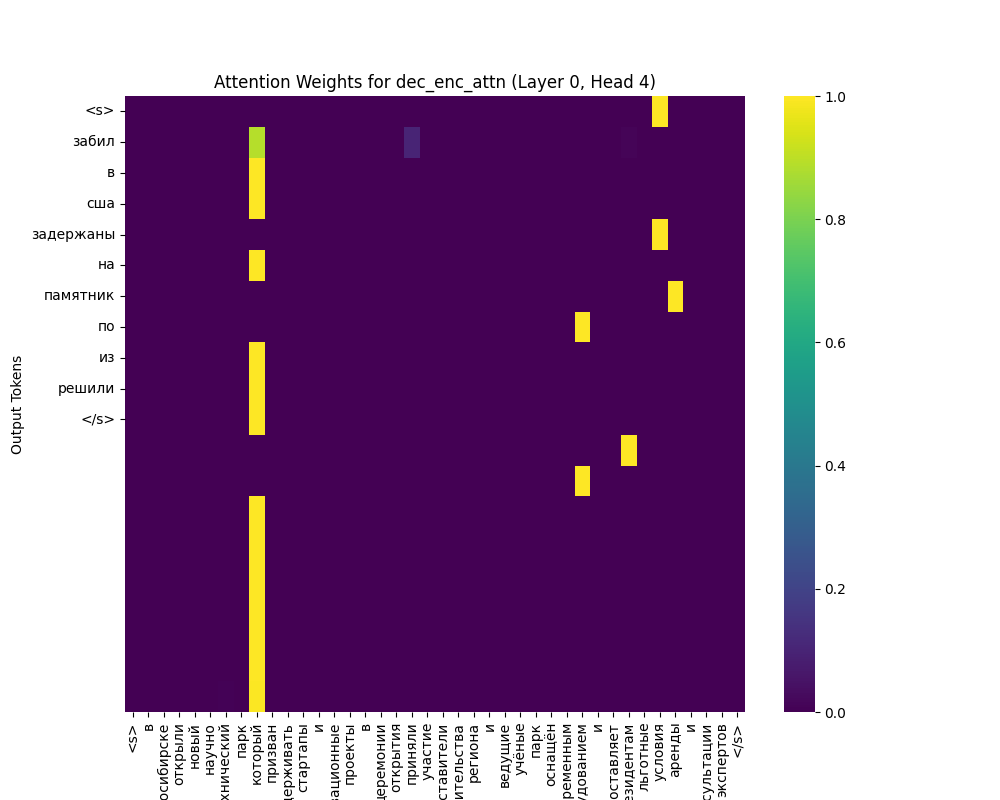 Attention Weights for dec_enc_attn (Layer 0, Head 4)
Output Tokens
<s>
забил
в
сша
задержаны
на
памятник
по
из
решили
</s>
<s>
в
осибирске
открыли
новый
научно
хнический
парк
который
призван
держивать
стартапы
и
вационные
проекты
в
церемонии
открытия
приняли
участие
ставители
ительства
региона
и
ведущие
учёные
парк
оснащён
ременным
удованием
и
оставляет
езидентам
льготные
условия
аренды
и
сультации
экспертов
</s>
1.0
0.8
0.6
0.4
0.2
0.0